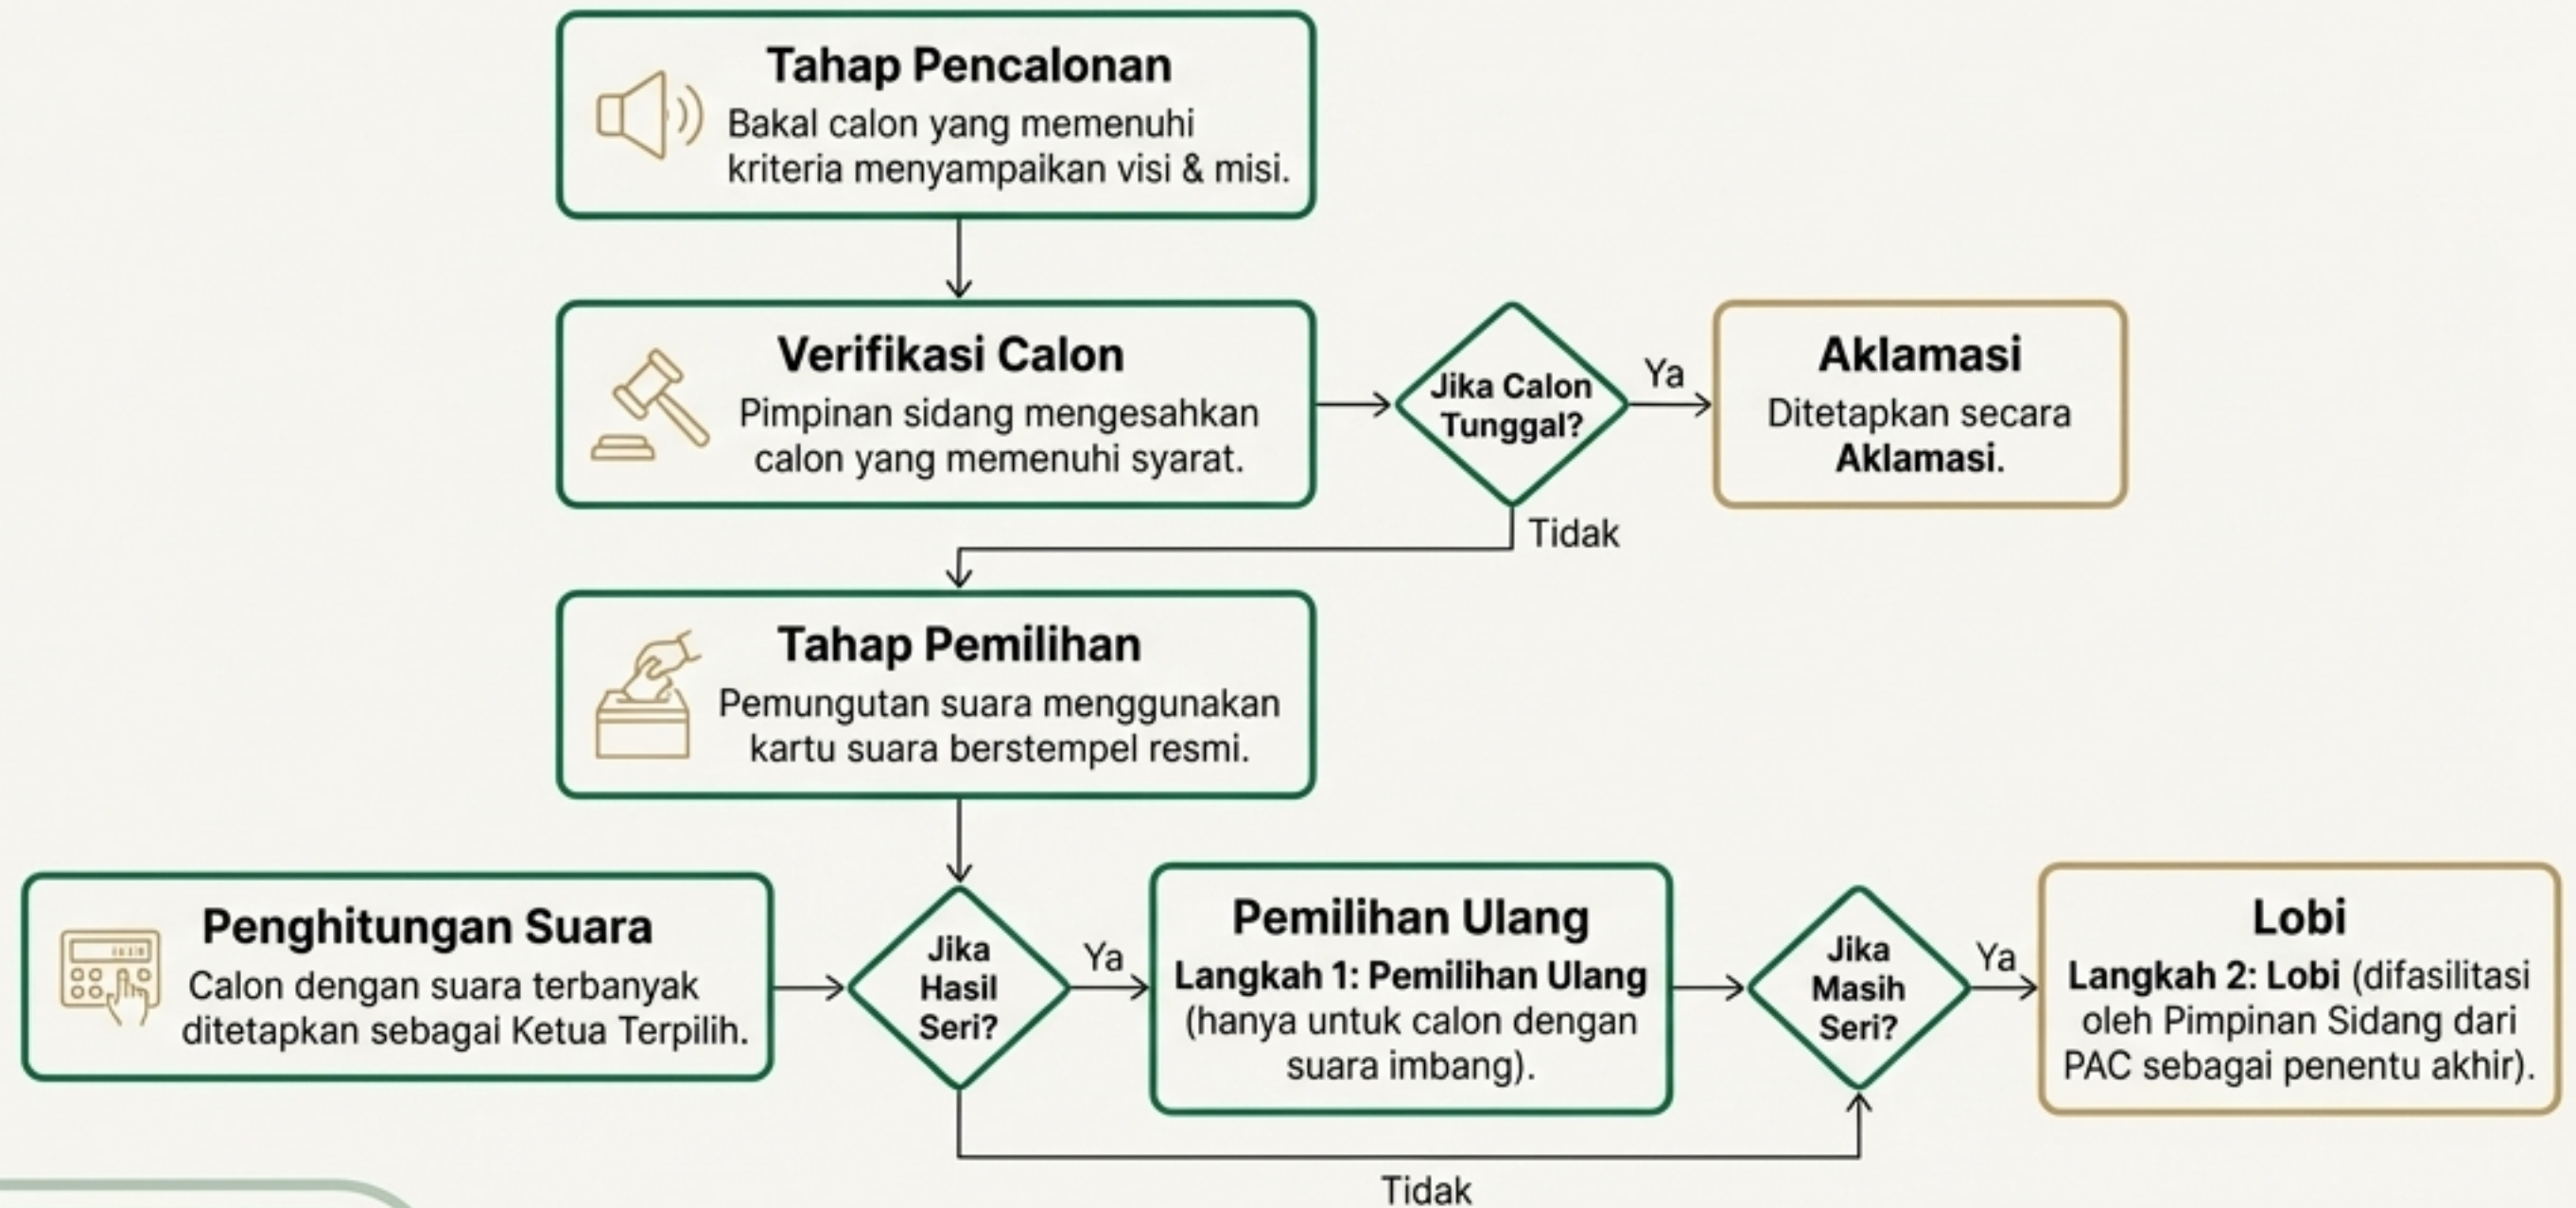 Tahap Pencalonan
Bakal calon yang memenuhi
kriteria menyampaikan visi & misi.
Verifikasi Calon
Pimpinan sidang mengesahkan
calon yang memenuhi syarat.
Jika Calon
Tunggal?
Ya
Aklamasi
Ditetapkan secara
Aklamasi.
Tidak
Tahap Pemilihan
Pemungutan suara menggunakan
kartu suara berstempel resmi.
Penghitungan Suara
Calon dengan suara terbanyak
ditetapkan sebagai Ketua Terpilih.
Jika
Hasil
Seri?
Ya
Pemilihan Ulang
Langkah 1: Pemilihan Ulang
(hanya untuk calon dengan
suara imbang).
Jika
Masih
Seri?
Ya
Lobi
Langkah 2: Lobi (difasilitasi
oleh Pimpinan Sidang dari
PAC sebagai penentu akhir).
Tidak